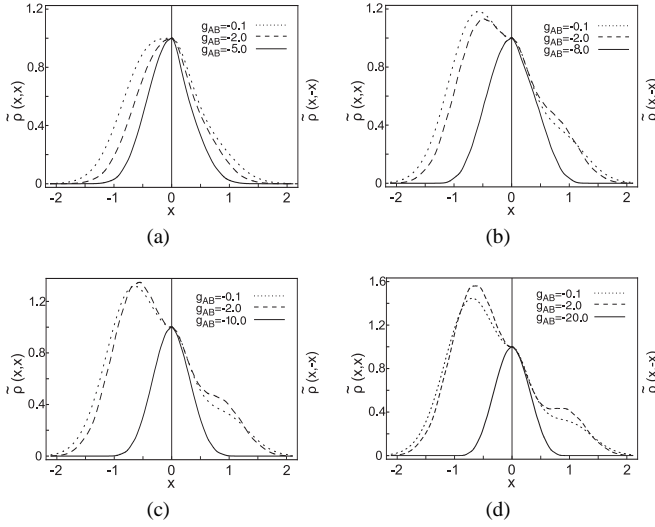 g_AB=-0.1
g_AB=-2.0
g_AB=-5.0
ρ̃ (x,x)
ρ̃ (x,-x)
1.2
0.8
0.4
0
-2 -1 0 1 2
x
(a)
g_AB=-0.1
g_AB=-2.0
g_AB=-8.0
ρ̃ (x,x)
ρ̃ (x,-x)
1.2
0.8
0.4
0
-2 -1 0 1 2
x
(b)
g_AB=-0.1
g_AB=-2.0
g_AB=-10.0
ρ̃ (x,x)
ρ̃ (x,-x)
1.2
0.8
0.4
0
-2 -1 0 1 2
x
(c)
g_AB=-0.1
g_AB=-2.0
g_AB=-20.0
ρ̃ (x,x)
ρ̃ (x,-x)
1.6
1.2
0.8
0.4
0
-2 -1 0 1 2
x
(d)